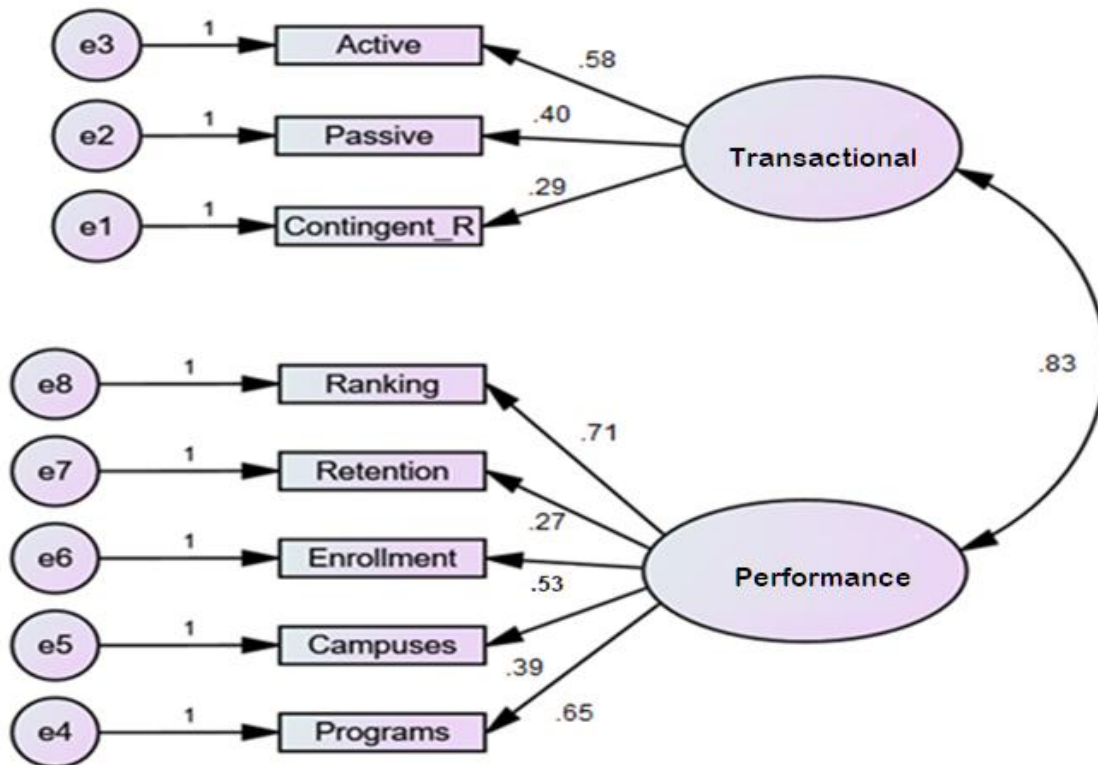 e3
1
Active
.58
e2
1
Passive
.40
Transactional
e1
1
Contingent_R
.29
.83
e8
1
Ranking
.71
e7
1
Retention
.27
e6
1
Enrollment
.53
Performance
e5
1
Campuses
.39
e4
1
Programs
.65